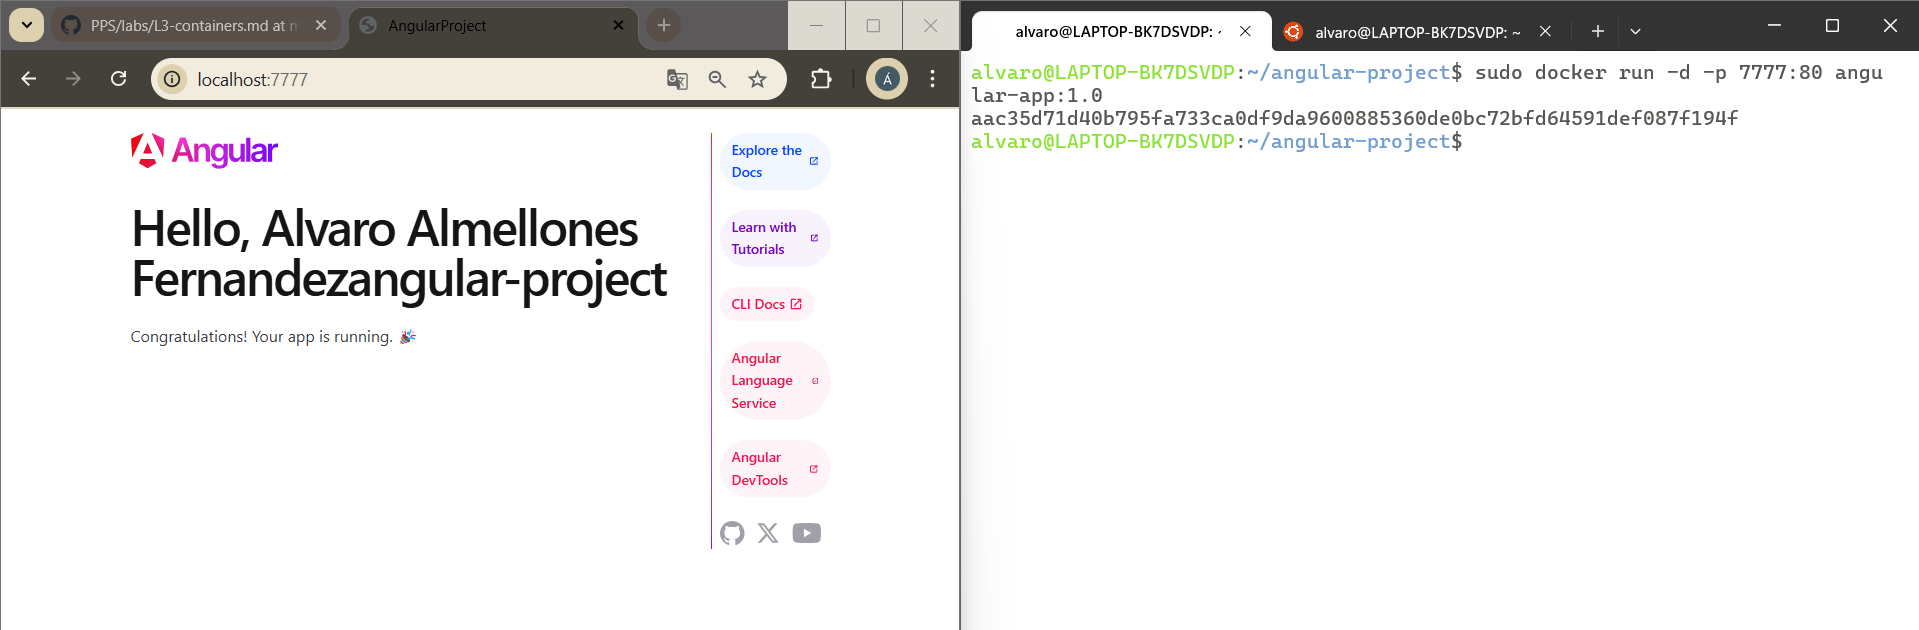 PPS/labs/L3-containers.md at m
AngularProject
localhost:7777
Á
Angular
Hello, Alvaro Almellones
Fernandezangular-project
Congratulations! Your app is running. 🎉
Explore the
Docs
Learn with
Tutorials
CLI Docs
Angular
Language
Service
Angular
DevTools
alvaro@LAPTOP-BK7DSVDP: ~
alvaro@LAPTOP-BK7DSVDP: ~
alvaro@LAPTOP-BK7DSVDP:~/angular-project$ sudo docker run -d -p 7777:80 angu
lar-app:1.0
aac35d71d40b795fa733ca0df9da9600885360de0bc72bfd64591def087f194f
alvaro@LAPTOP-BK7DSVDP:~/angular-project$